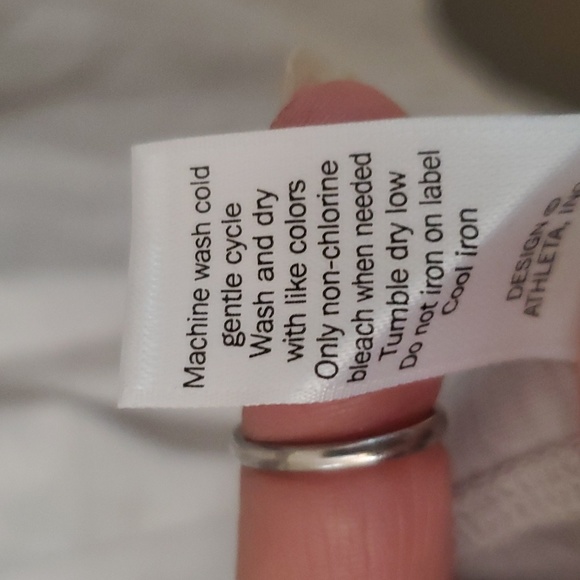 Machine wash cold
gentle cycle
Wash and dry
with like colors
Only non-chlorine
bleach when needed
Tumble dry low
Do not iron on label
Cool iron
DESIGN ©
ATHLETA,